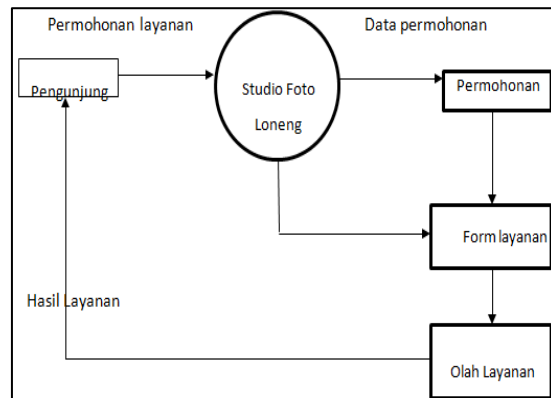 Permohonan layanan
Data permohonan
Pengunjung
Studio Foto
Loneng
Permohonan
Form layanan
Hasil Layanan
Olah Layanan